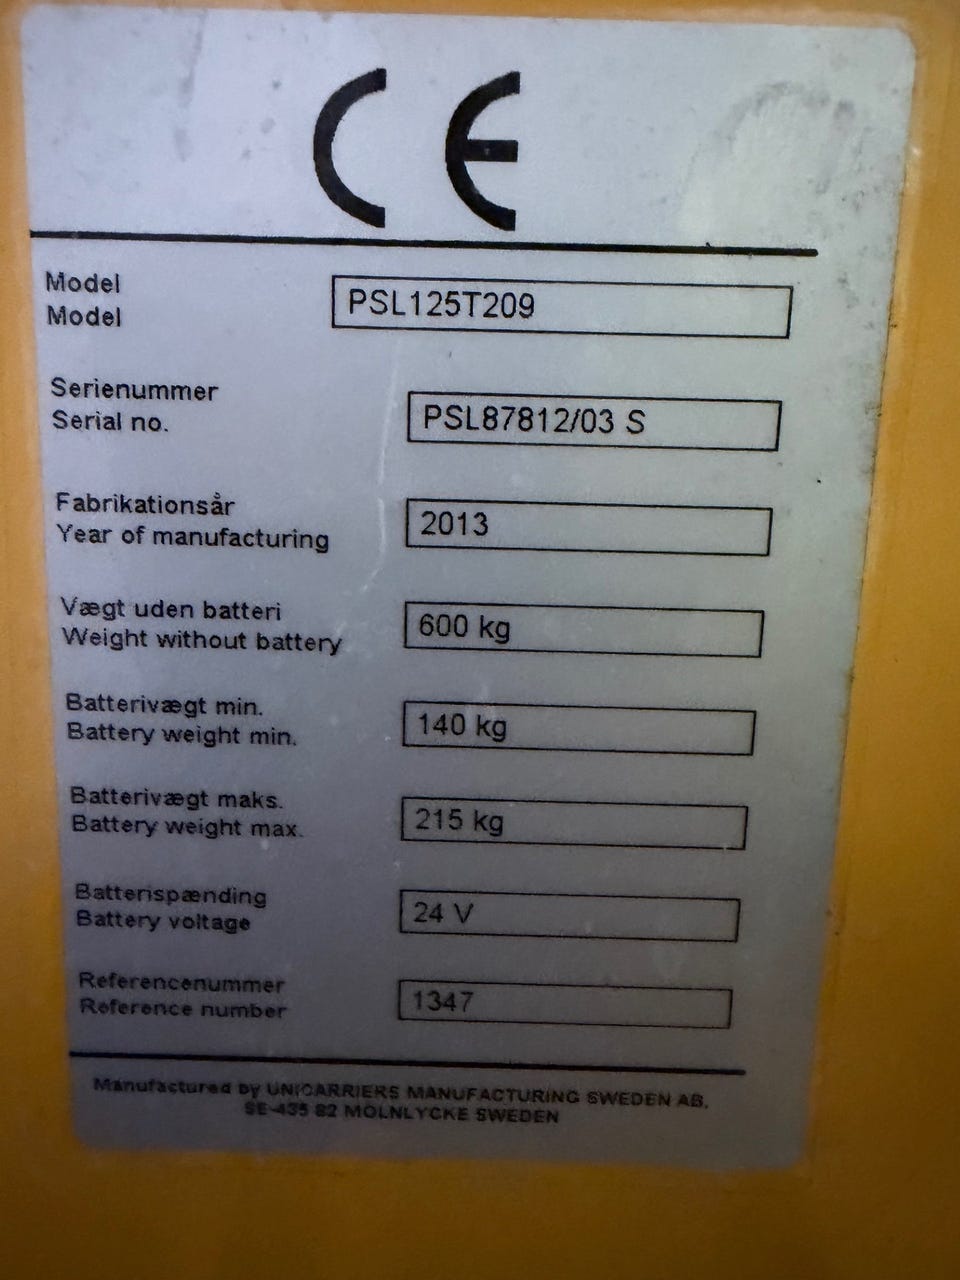 CE
Model
Model
PSL125T209
Serienummer
Serial no.
PSL87812/03 S
Fabrikationsår
Year of manufacturing
2013
Vægt uden batteri
Weight without battery
600 kg
Batterivægt min.
Battery weight min.
140 kg
Batterivægt maks.
Battery weight max.
215 kg
Batterispænding
Battery voltage
24 V
Referencenummer
Reference number
1347
Manufactured by UNICARRIERS MANUFACTURING SWEDEN AB.
SE-435 82 MOLNLYCKE SWEDEN